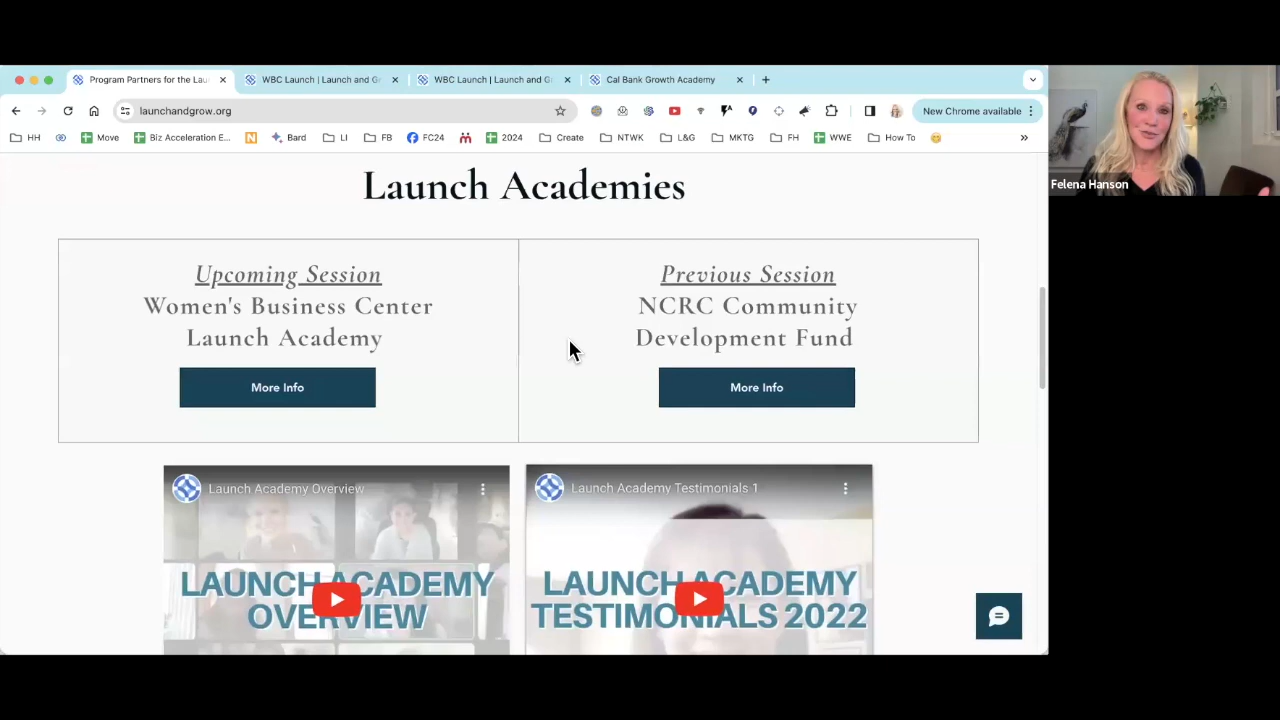 Program Partners for the Lau
WBC Launch | Launch and Gr
WBC Launch | Launch and G
Cal Bank Growth Academy
launchandgrow.org
New Chrome available
HH
Move
Biz Acceleration E...
Bard
LI
FB
FC24
2024
Create
NTWK
L&G
MKTG
FH
WWE
How To
Felena Hanson
Launch Academies
Upcoming Session
Women's Business Center
Launch Academy
More Info
Previous Session
NCRC Community
Development Fund
More Info
Launch Academy Overview
LAUNCH ACADEMY
OVERVIEW
Launch Academy Testimonials 1
LAUNCH ACADEMY
TESTIMONIALS 2022